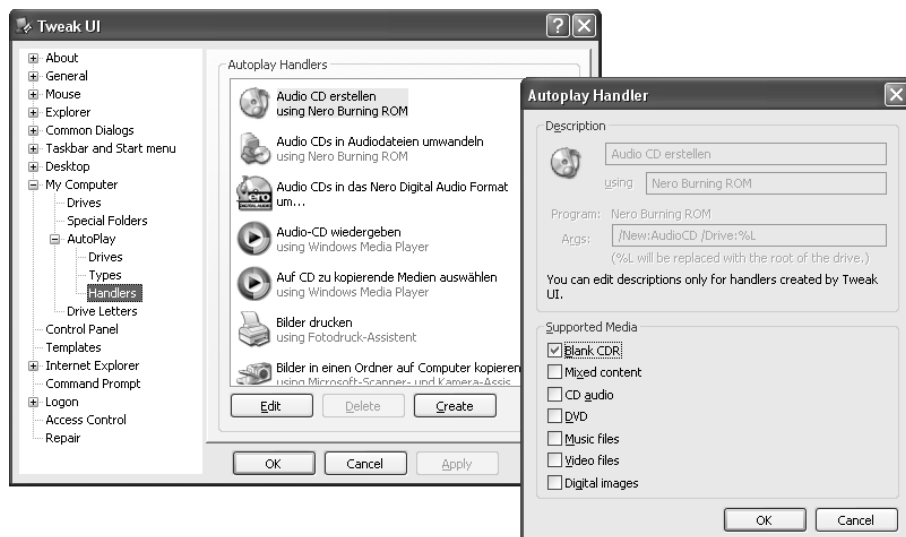 Tweak UI
About
General
Mouse
Explorer
Common Dialogs
Taskbar and Start menu
Desktop
My Computer
Drives
Special Folders
AutoPlay
Drives
Types
Handlers
Drive Letters
Control Panel
Templates
Internet Explorer
Command Prompt
Logon
Access Control
Repair
Autoplay Handlers
Audio CD erstellen
using Nero Burning ROM
Audio CDs in Audiodateien umwandeln
using Nero Burning ROM
Audio CDs in das Nero Digital Audio Format
um...
Audio-CD wiedergeben
using Windows Media Player
Auf CD zu kopierende Medien auswählen
using Windows Media Player
Bilder drucken
using Fotodruck-Assistent
Bilder in einen Ordner auf Computer kopieren
using Microsoft-Scanner- und Kamera-Assis
Edit
Delete
Create
OK
Cancel
Apply
Autoplay Handler
Description
Audio CD erstellen
using Nero Burning ROM
Program: Nero Burning ROM
Args: /New:AudioCD /Drive:%L
(%L will be replaced with the root of the drive.)
You can edit descriptions only for handlers created by Tweak
UI.
Supported Media
Blank CDR
Mixed content
CD audio
DVD
Music files
Video files
Digital images
OK
Cancel